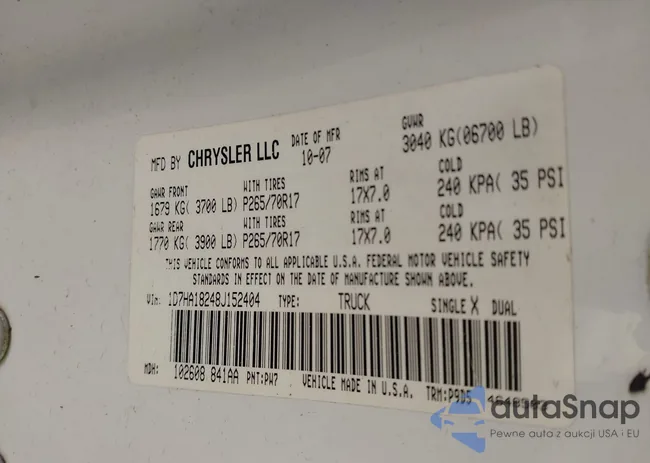 MFD BY CHRYSLER LLC DATE OF MFR GVWR
10-07 3040 KG(06700 LB)
GAWR FRONT WITH TIRES RIMS AT COLD
1679 KG( 3700 LB) P265/70R17 17X7.0 240 KPA( 35 PSI
GAWR REAR WITH TIRES RIMS AT COLD
1770 KG( 3900 LB) P265/70R17 17X7.0 240 KPA( 35 PSI
THIS VEHICLE CONFORMS TO ALL APPLICABLE U.S.A. FEDERAL MOTOR VEHICLE SAFETY
STANDARDS IN EFFECT ON THE DATE OF MANUFACTURE SHOWN ABOVE.
VIN: 1D7HA18248J152404 TYPE: TRUCK SINGLE X DUAL
MDH: 102608 841AA PNT:PW7 VEHICLE MADE IN U.S.A. TRM:P9D5
autaSnap
Pewne auta z aukcji USA i EU